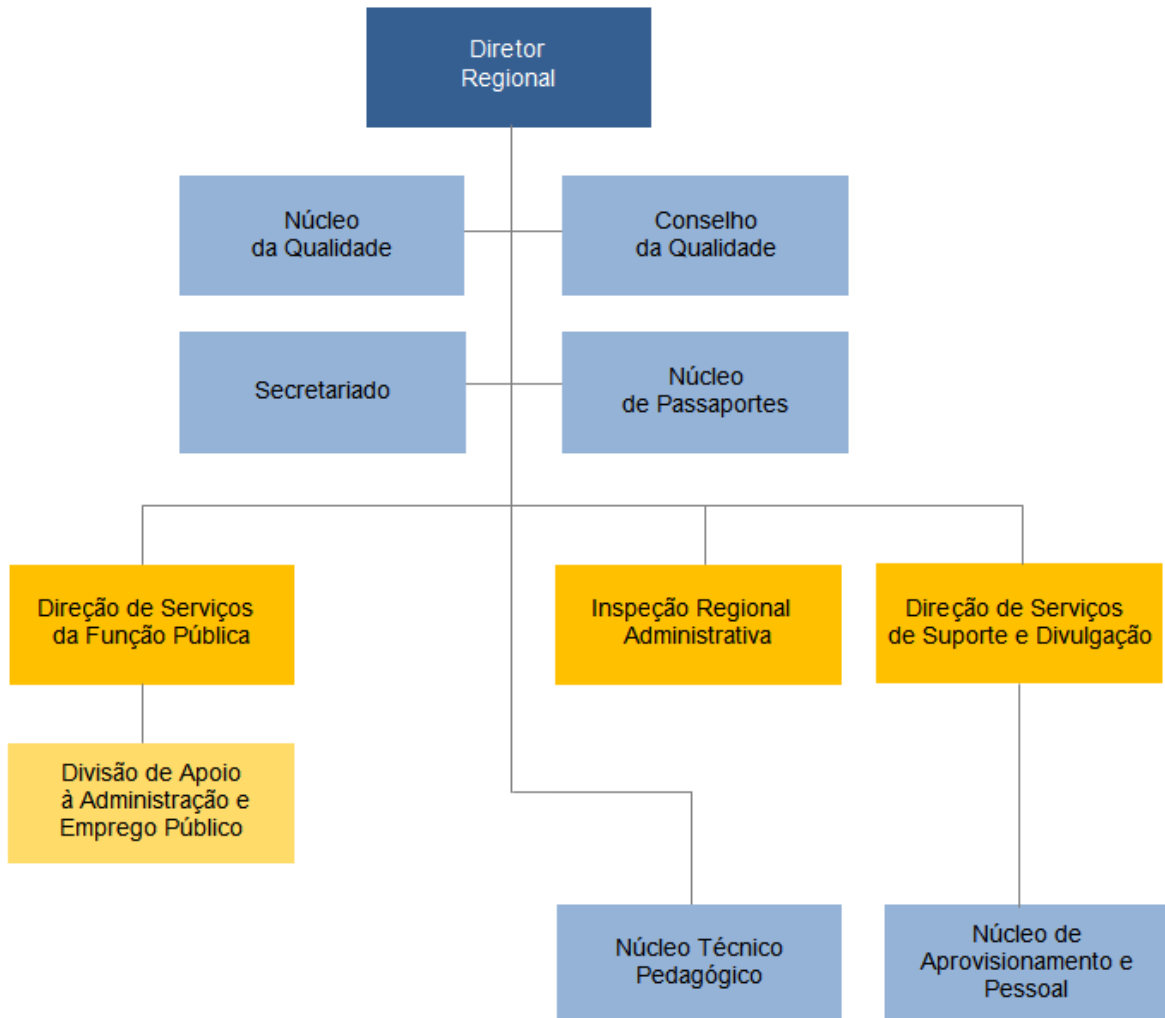 Diretor
Regional
Núcleo
da Qualidade
Conselho
da Qualidade
Secretariado
Núcleo
de Passaportes
Direção de Serviços
da Função Pública
Inspeção Regional
Administrativa
Direção de Serviços
de Suporte e Divulgação
Divisão de Apoio
à Administração e
Emprego Público
Núcleo Técnico
Pedagógico
Núcleo de
Aprovisionamento e
Pessoal